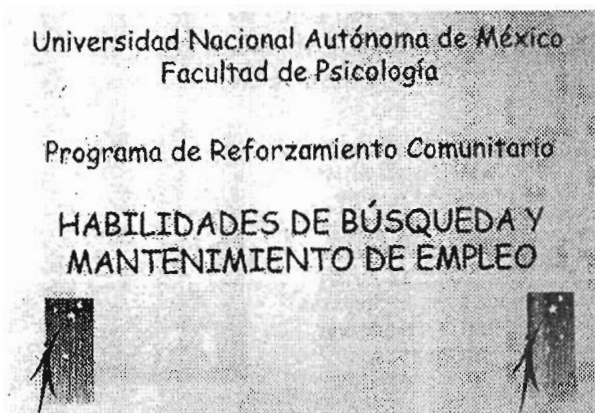 Universidad Nacional Autónoma de México
Facultad de Psicología
Programa de Reforzamiento Comunitario
HABILIDADES DE BÚSQUEDA Y
MANTENIMIENTO DE EMPLEO